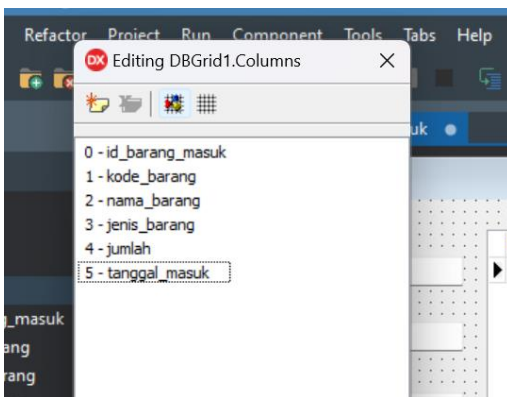 Refactor Project Run Component Tools Tabs Help
DX Editing DBGrid1.Columns
uk
0 - id_barang_masuk
1 - kode_barang
2 - nama_barang
3 - jenis_barang
4 - jumlah
5 - tanggal_masuk
_masuk
ang
rang